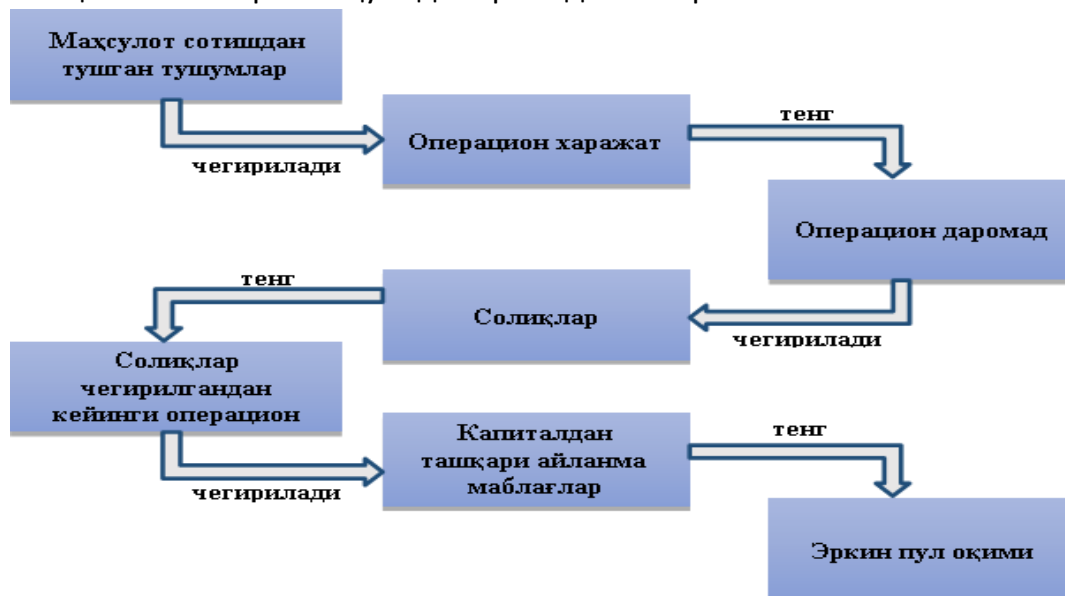 Маҳсулот сотишдан
тушган тушумлар
чегирилади
Операцион харажат
тенг
Операцион даромад
чегирилади
Солиқлар
тенг
Солиқлар
чегирилгандан
кейинги операцион
чегирилади
Капиталдан
ташқари айланма
маблағлар
тенг
Эркин пул оқими